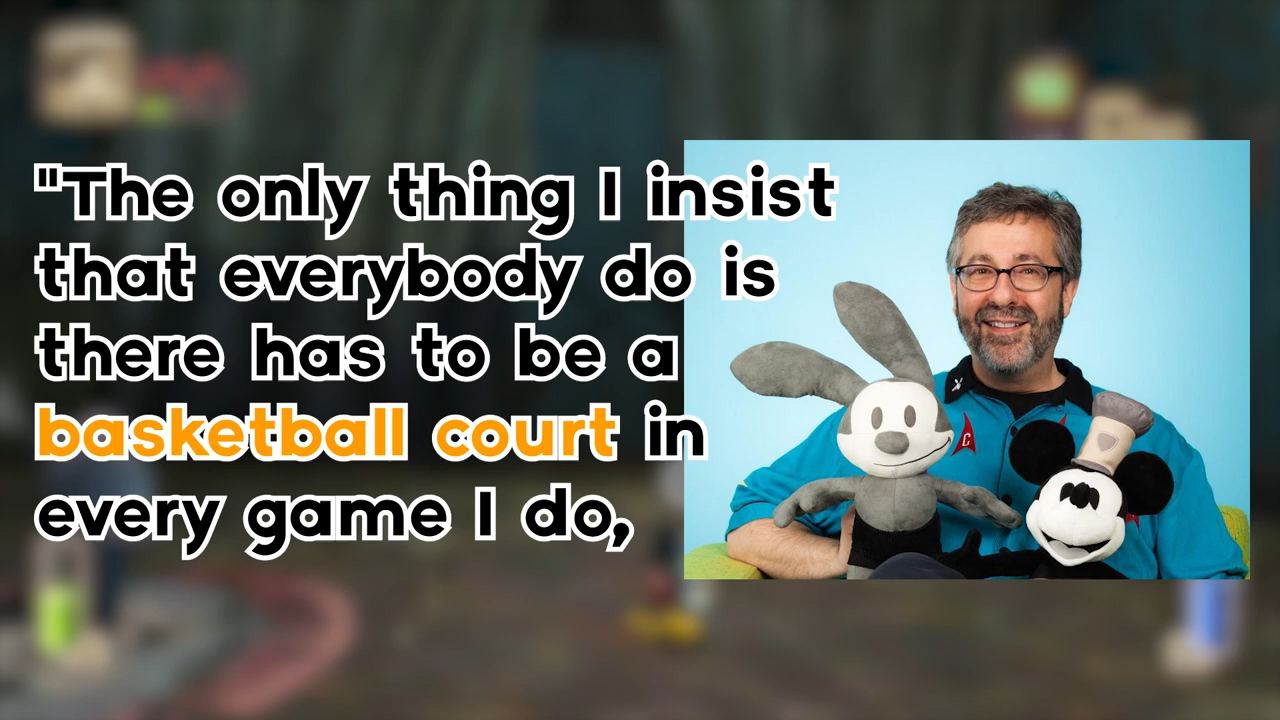 "The only thing I insist
that everybody do is
there has to be a
basketball court in
every game I do,
C